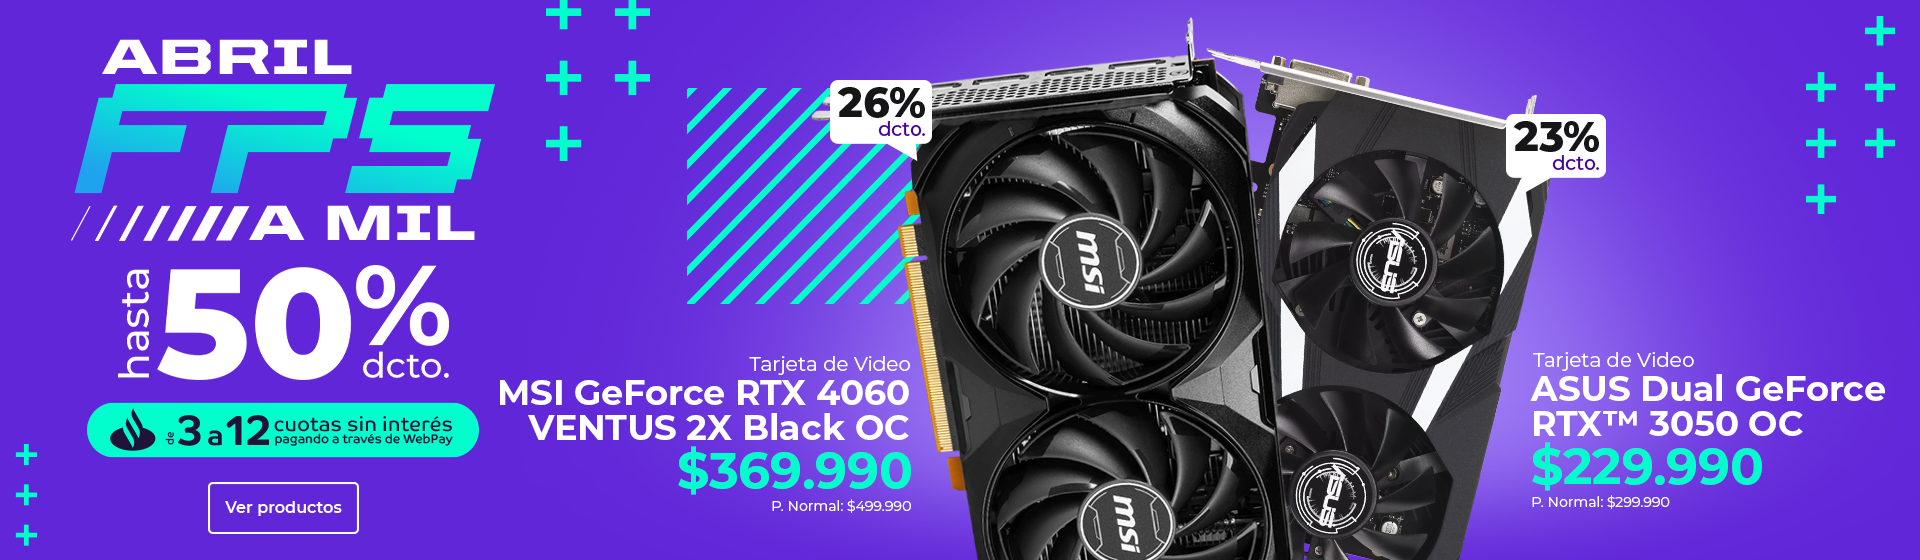 ABRIL
FPS
A MIL
hasta
50%
dcto.
de 3 a 12 cuotas sin interés
pagando a través de WebPay
Ver productos
26%
dcto.
Tarjeta de Video
MSI GeForce RTX 4060
VENTUS 2X Black OC
$369.990
P. Normal: $499.990
msi
msi
23%
dcto.
ASUS
ASUS
Tarjeta de Video
ASUS Dual GeForce
RTX™ 3050 OC
$229.990
P. Normal: $299.990